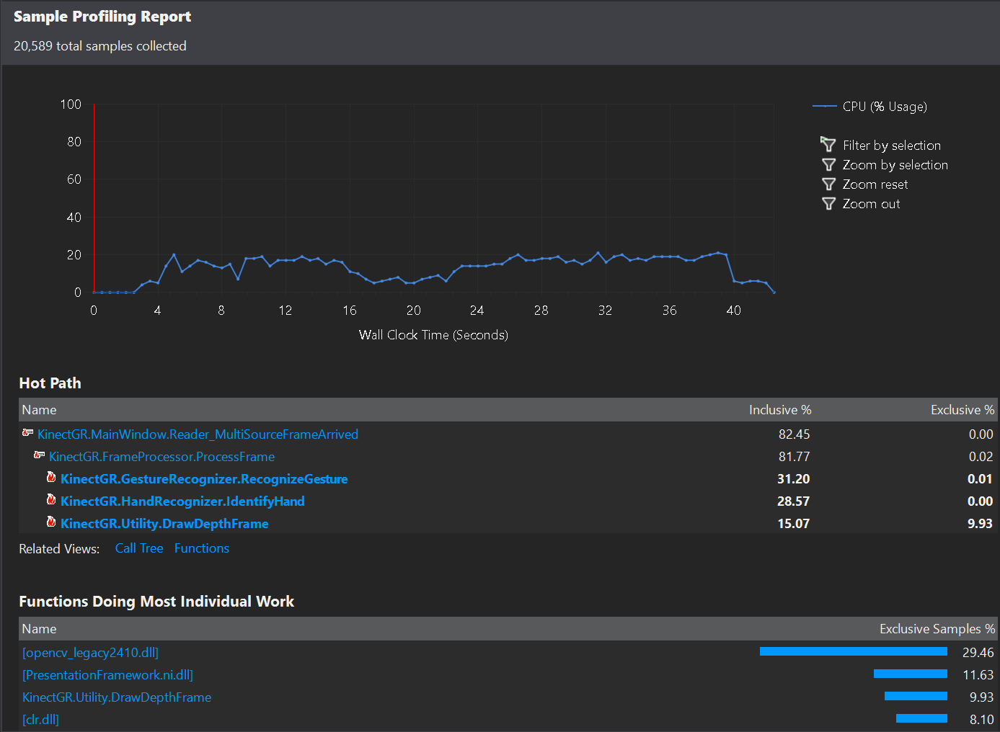 Sample Profiling Report
20,589 total samples collected
100
80
60
40
20
0
0 4 8 12 16 20 24 28 32 36 40
Wall Clock Time (Seconds)
CPU (% Usage)
Filter by selection
Zoom by selection
Zoom reset
Zoom out
Hot Path
Name Inclusive % Exclusive %
KinectGR.MainWindow.Reader_MultiSourceFrameArrived 82.45 0.00
KinectGR.FrameProcessor.ProcessFrame 81.77 0.02
KinectGR.GestureRecognizer.RecognizeGesture 31.20 0.01
KinectGR.HandRecognizer.IdentifyHand 28.57 0.00
KinectGR.Utility.DrawDepthFrame 15.07 9.93
Related Views: Call Tree Functions
Functions Doing Most Individual Work
Name Exclusive Samples %
[opencv_legacy2410.dll] 29.46
[PresentationFramework.ni.dll] 11.63
KinectGR.Utility.DrawDepthFrame 9.93
[clr.dll] 8.10